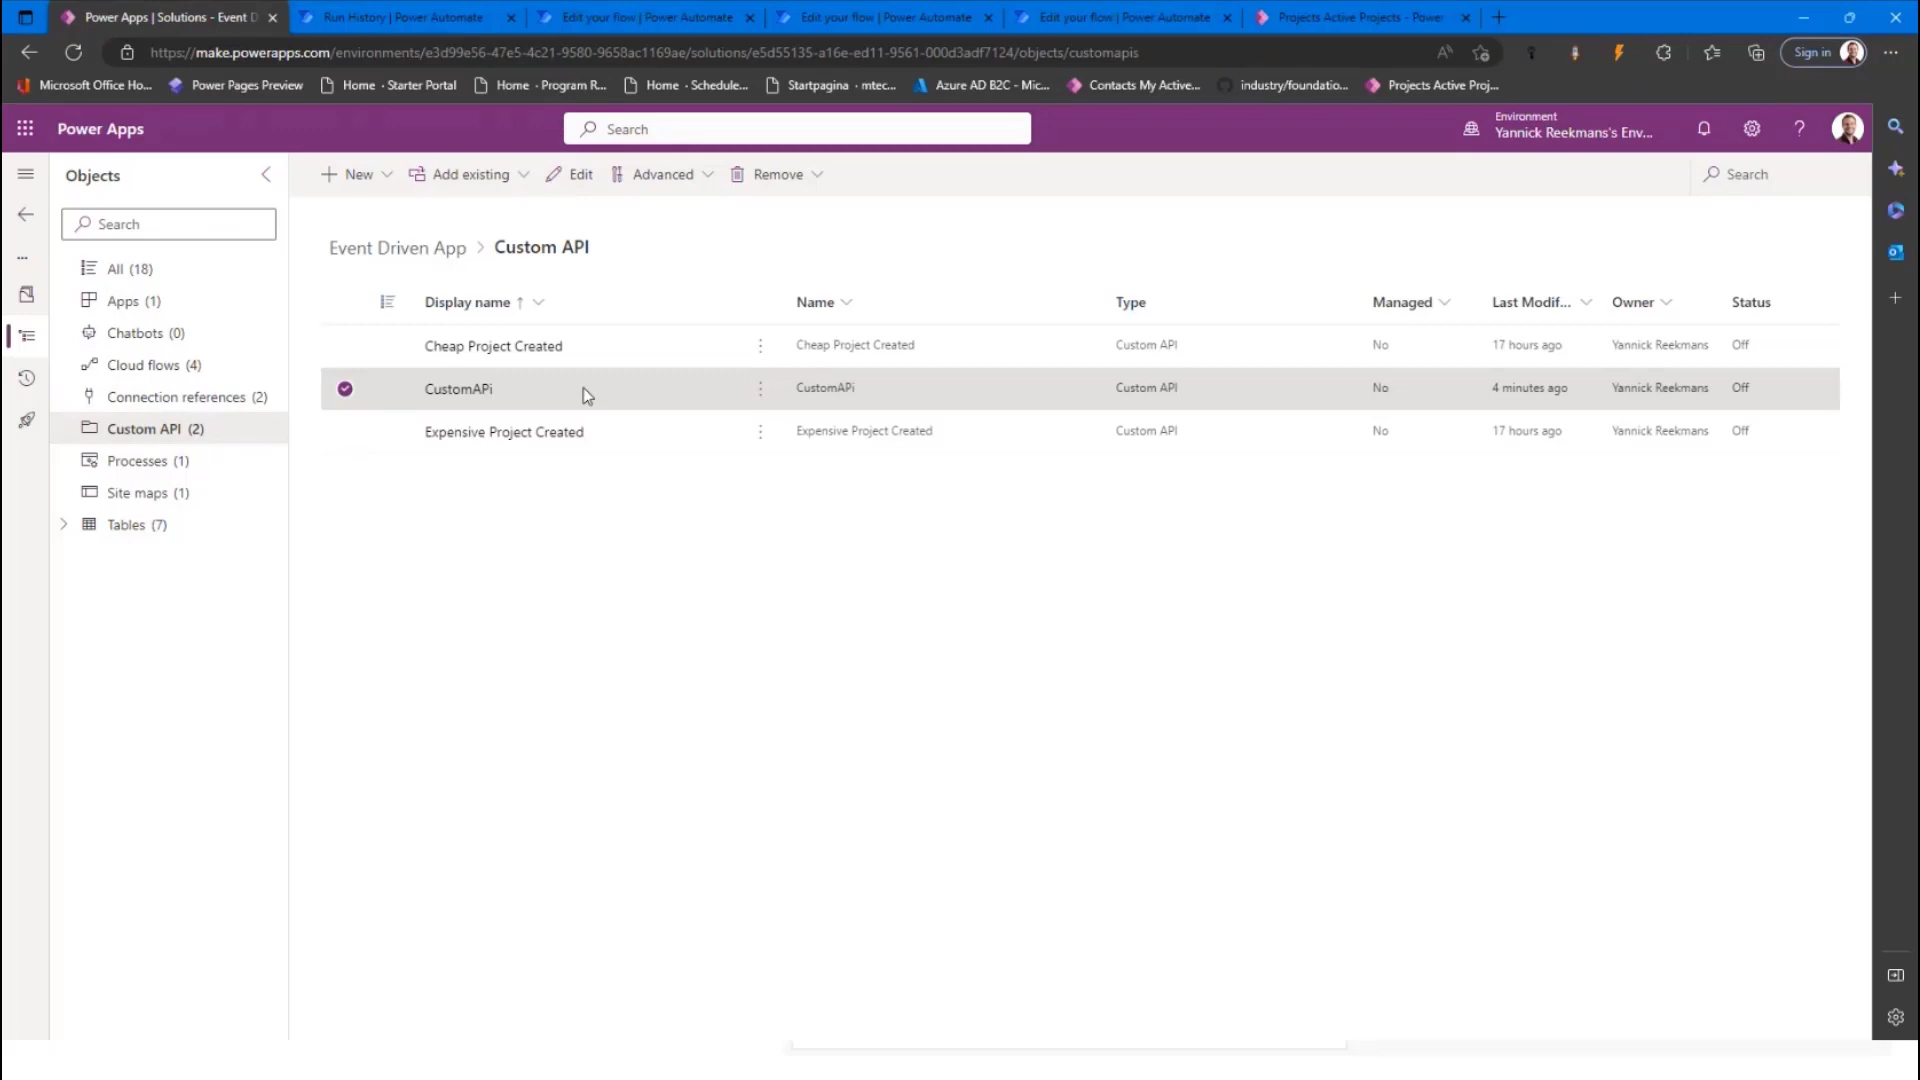 Power Apps | Solutions - Event D
Run History | Power Automate
Edit your flow | Power Automate
Edit your flow | Power Automate
Edit your flow | Power Automate
Projects Active Projects - Power
https://make.powerapps.com/environments/e3d99e56-47e5-4c21-9580-9658ac1169ae/solutions/e5d55135-a16e-ed11-9561-000d3adf7124/objects/customapis
Sign in
Microsoft Office Ho...
Power Pages Preview
Home · Starter Portal
Home · Program R...
Home · Schedule...
Startpagina · mtec...
Azure AD B2C - Mic...
Contacts My Active...
industry/foundatio...
Projects Active Proj...
Power Apps
Search
Environment
Yannick Reekmans's Env...
Objects
New
Add existing
Edit
Advanced
Remove
Search
Search
Event Driven App > Custom API
All (18)
Apps (1)
Chatbots (0)
Cloud flows (4)
Connection references (2)
Custom API (2)
Processes (1)
Site maps (1)
Tables (7)
Display name ↑ Name Type Managed Last Modif... Owner Status
Cheap Project Created Cheap Project Created Custom API No 17 hours ago Yannick Reekmans Off
CustomAPi CustomAPi Custom API No 4 minutes ago Yannick Reekmans Off
Expensive Project Created Expensive Project Created Custom API No 17 hours ago Yannick Reekmans Off